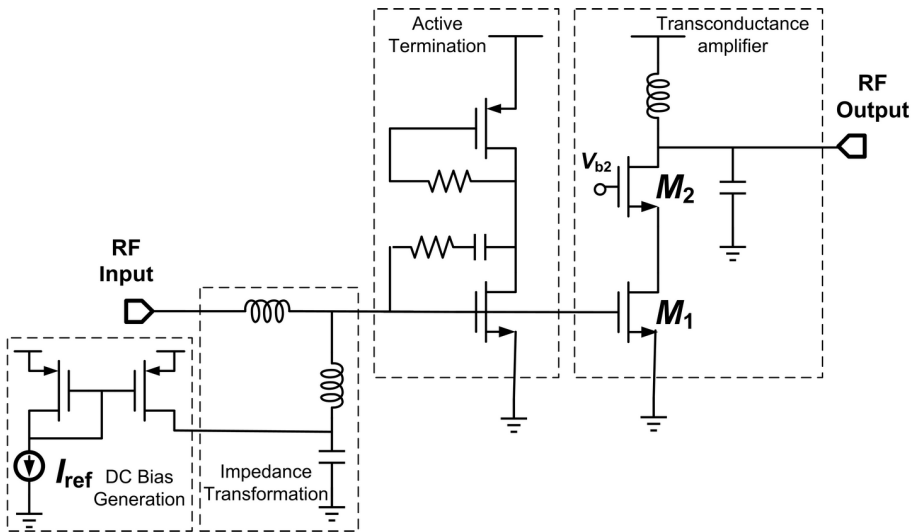 Active
Termination
Transconductance
amplifier
RF
Output
Vb2
M2
RF
Input
M1
Iref
DC Bias
Generation
Impedance
Transformation